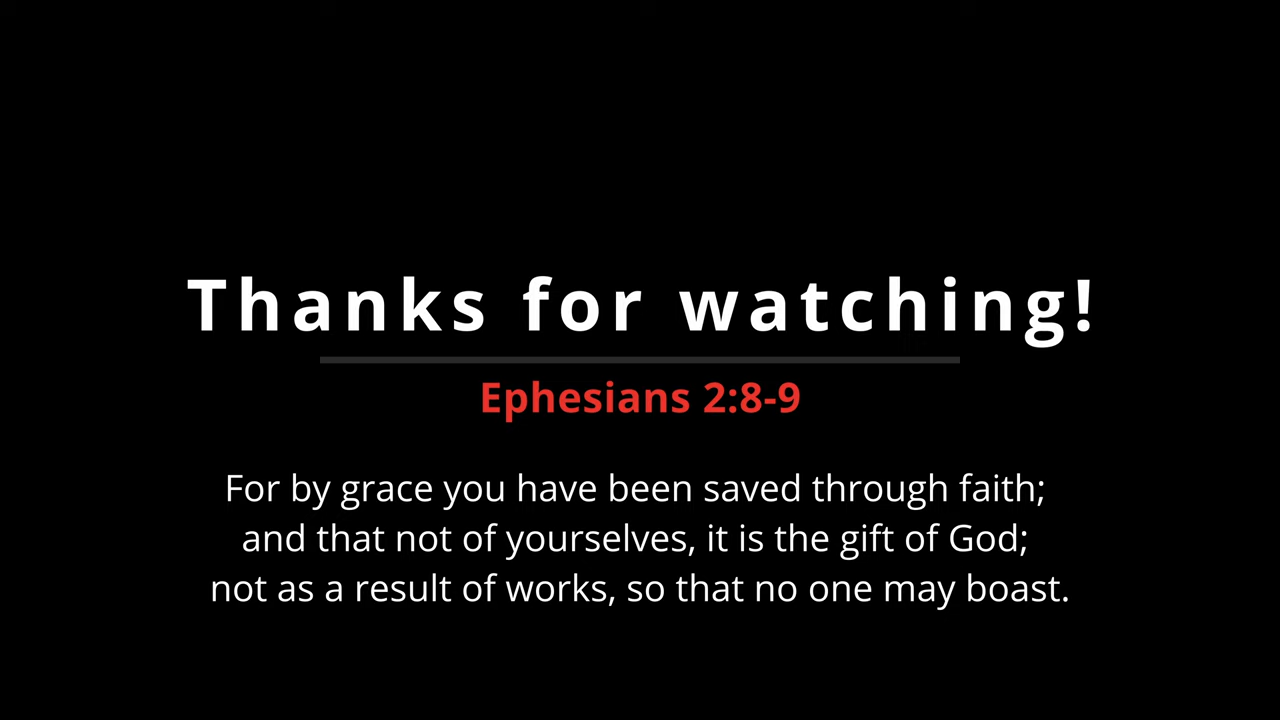 Thanks for watching!
Ephesians 2:8-9
For by grace you have been saved through faith;
and that not of yourselves, it is the gift of God;
not as a result of works, so that no one may boast.